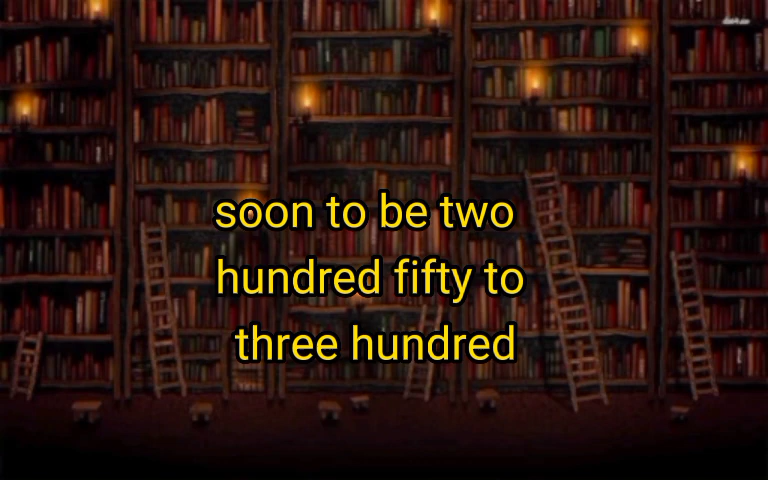 soon to be two
hundred fifty to
three hundred